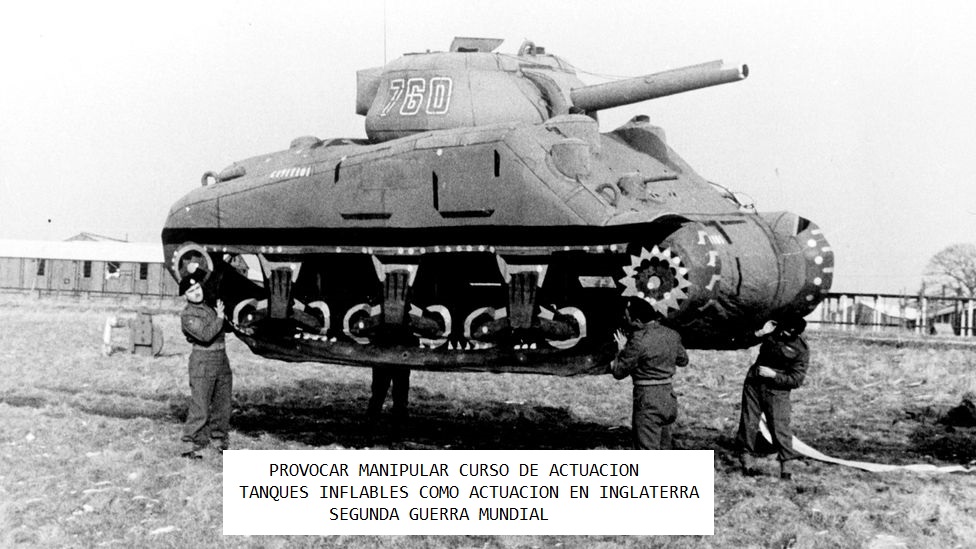 760
PROVOCAR MANIPULAR CURSO DE ACTUACION
TANQUES INFLABLES COMO ACTUACION EN INGLATERRA
SEGUNDA GUERRA MUNDIAL